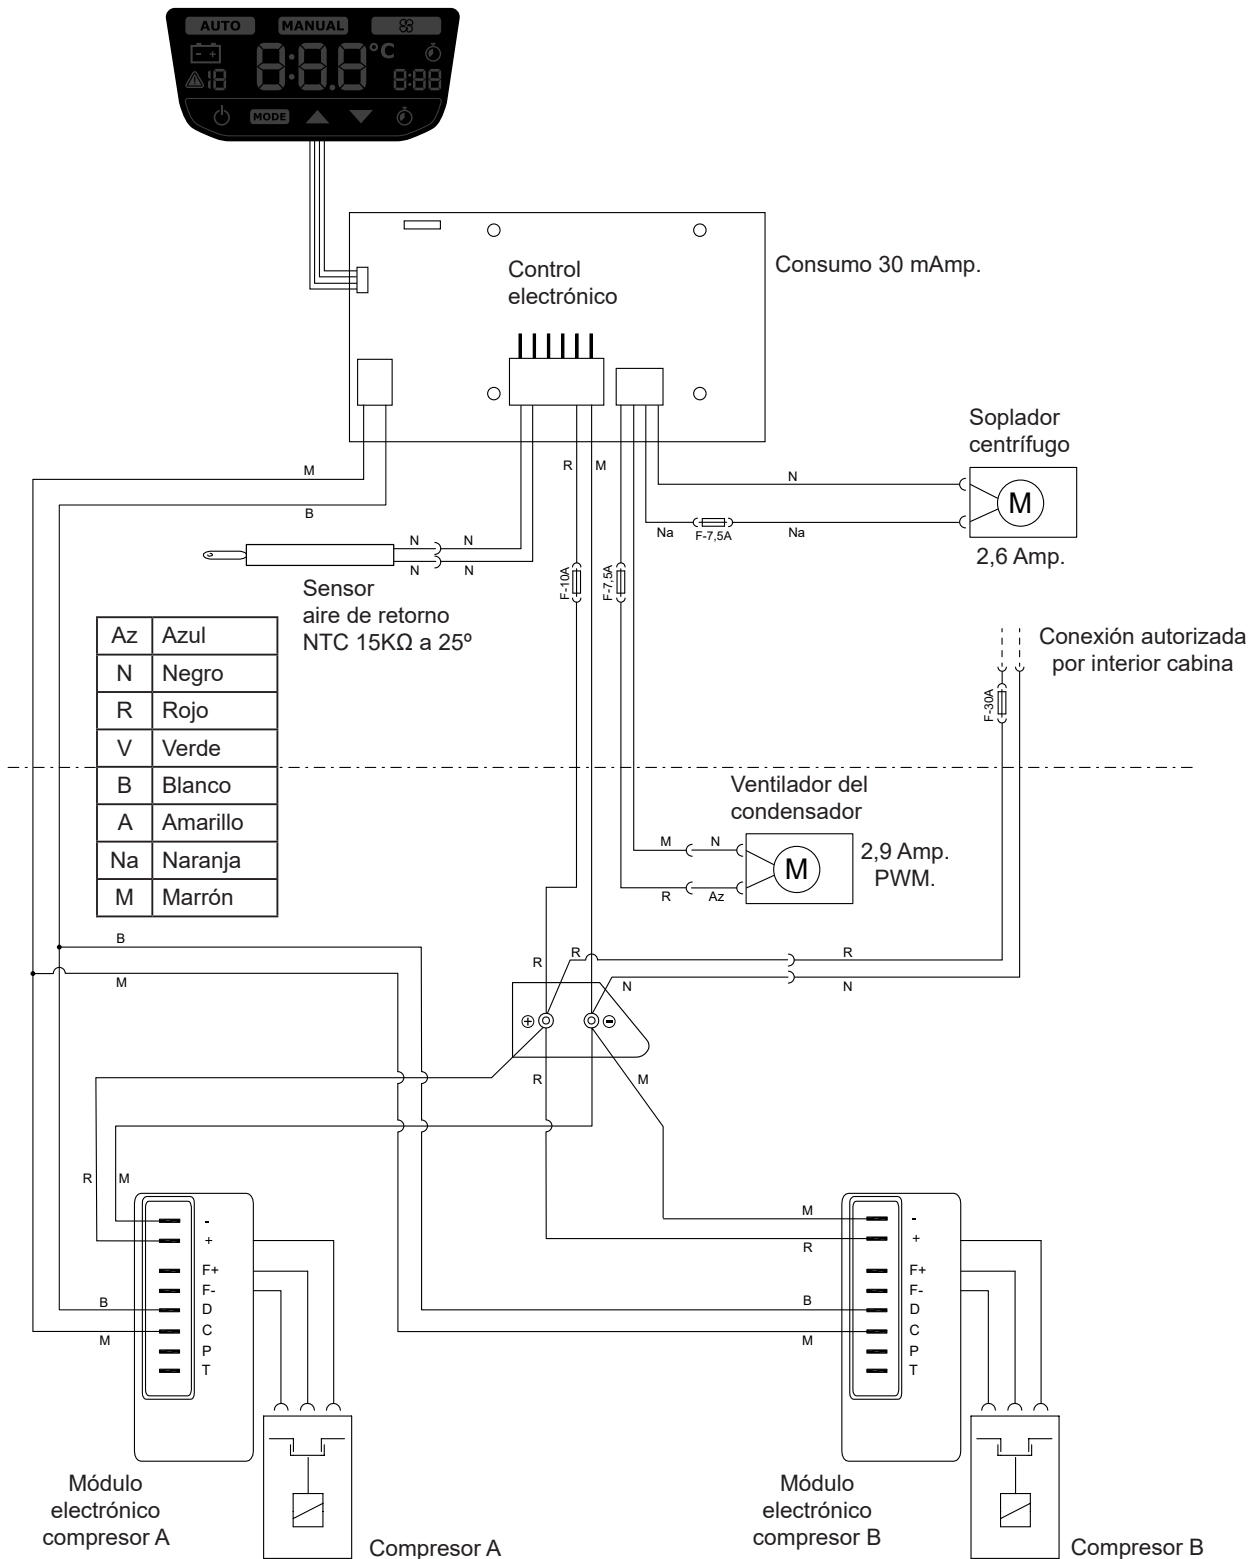 AUTO MANUAL
°C
18 8:8.8 8:88
MODE
Control
electrónico
Consumo 30 mAmp.
Soplador
centrífugo
M
2,6 Amp.
R
M
N
Na
F-7,5A
Na
M
B
N
N
N
N
Sensor
aire de retorno
NTC 15KΩ a 25º
F-10A
F-7,5A
Conexión autorizada
por interior cabina
F-30A
Az Azul
N Negro
R Rojo
V Verde
B Blanco
A Amarillo
Na Naranja
M Marrón
Ventilador del
condensador
M
N
R
Az
M
2,9 Amp.
PWM.
B
M
R
R
R
N
N
+
-
R
M
R
M
-
+
F+
F-
D
C
P
T
B
M
M
R
B
M
-
+
F+
F-
D
C
P
T
Módulo
electrónico
compresor A
Compresor A
Módulo
electrónico
compresor B
Compresor B